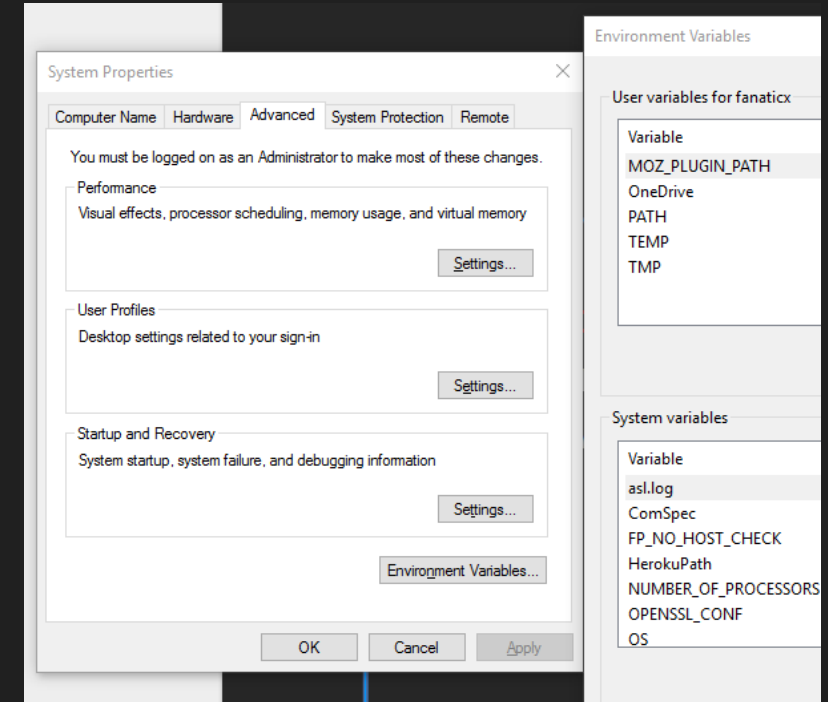 System Properties
Computer Name Hardware Advanced System Protection Remote
You must be logged on as an Administrator to make most of these changes.
Performance
Visual effects, processor scheduling, memory usage, and virtual memory
Settings...
User Profiles
Desktop settings related to your sign-in
Settings...
Startup and Recovery
System startup, system failure, and debugging information
Settings...
Environment Variables...
OK Cancel Apply
Environment Variables
User variables for fanaticx
Variable
MOZ_PLUGIN_PATH
OneDrive
PATH
TEMP
TMP
System variables
Variable
asl.log
ComSpec
FP_NO_HOST_CHECK
HerokuPath
NUMBER_OF_PROCESSORS
OPENSSL_CONF
OS